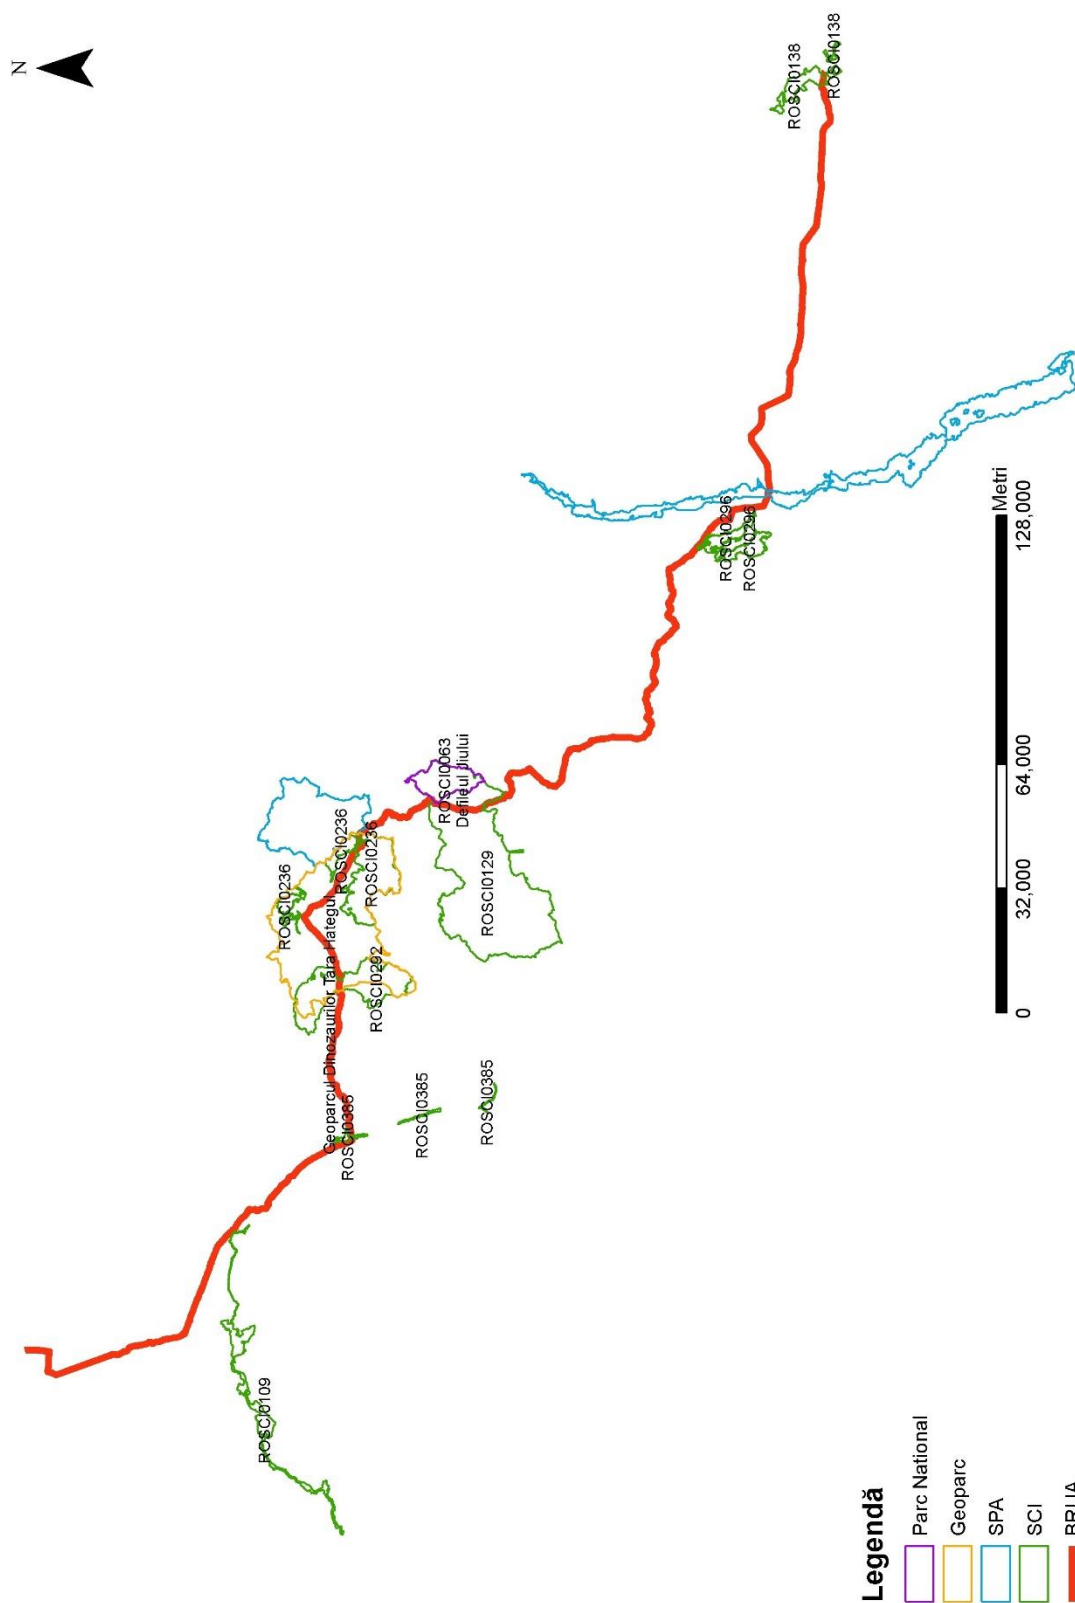 N
ROSCI0138
ROSCI0138
ROSCI0296
ROSCI0296
ROSCI0063
Defileul Jiului
ROSCI0129
ROSCI0236
ROSCI0236
ROSCI0236
Geoparcul Dinozaurilor Tara Hategului
ROSCI0292
ROSCI0385
ROSCI0385
ROSCI0385
ROSCI0109
0 32,000 64,000 128,000
Metri
Legendă
Parc National
Geoparc
SPA
SCI
BRUA